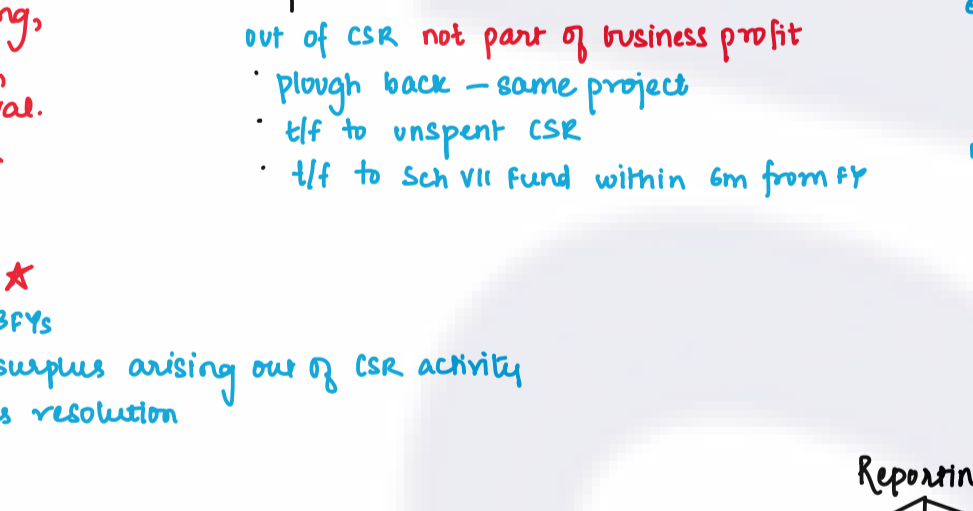 out of CSR not part of business profit
plough back - same project
t/f to unspent CSR
al.
t/f to Sch VII Fund within 6m from FY
3FYs
surplus arising out of CSR activity
s resolution
Reportin